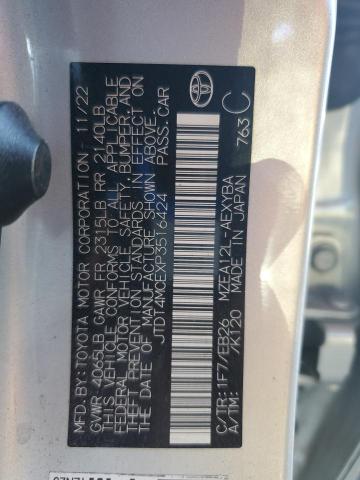 MFD. BY: TOYOTA MOTOR CORPORATION 11/22
GVWR 4065LB GAWR FR 2315LB RR 2140LB
THIS VEHICLE CONFORMS TO ALL APPLICABLE
FEDERAL MOTOR VEHICLE SAFETY, BUMPER, AND
THEFT PREVENTION STANDARDS IN EFFECT ON
THE DATE OF MANUFACTURE SHOWN ABOVE.
JTDT4MCEXP3516424 PASS.CAR
C/TR: 1F7/EB26 MZEA12L-AEXYBA
A/TM: /K120 MADE IN JAPAN 763 C
TOYOTA